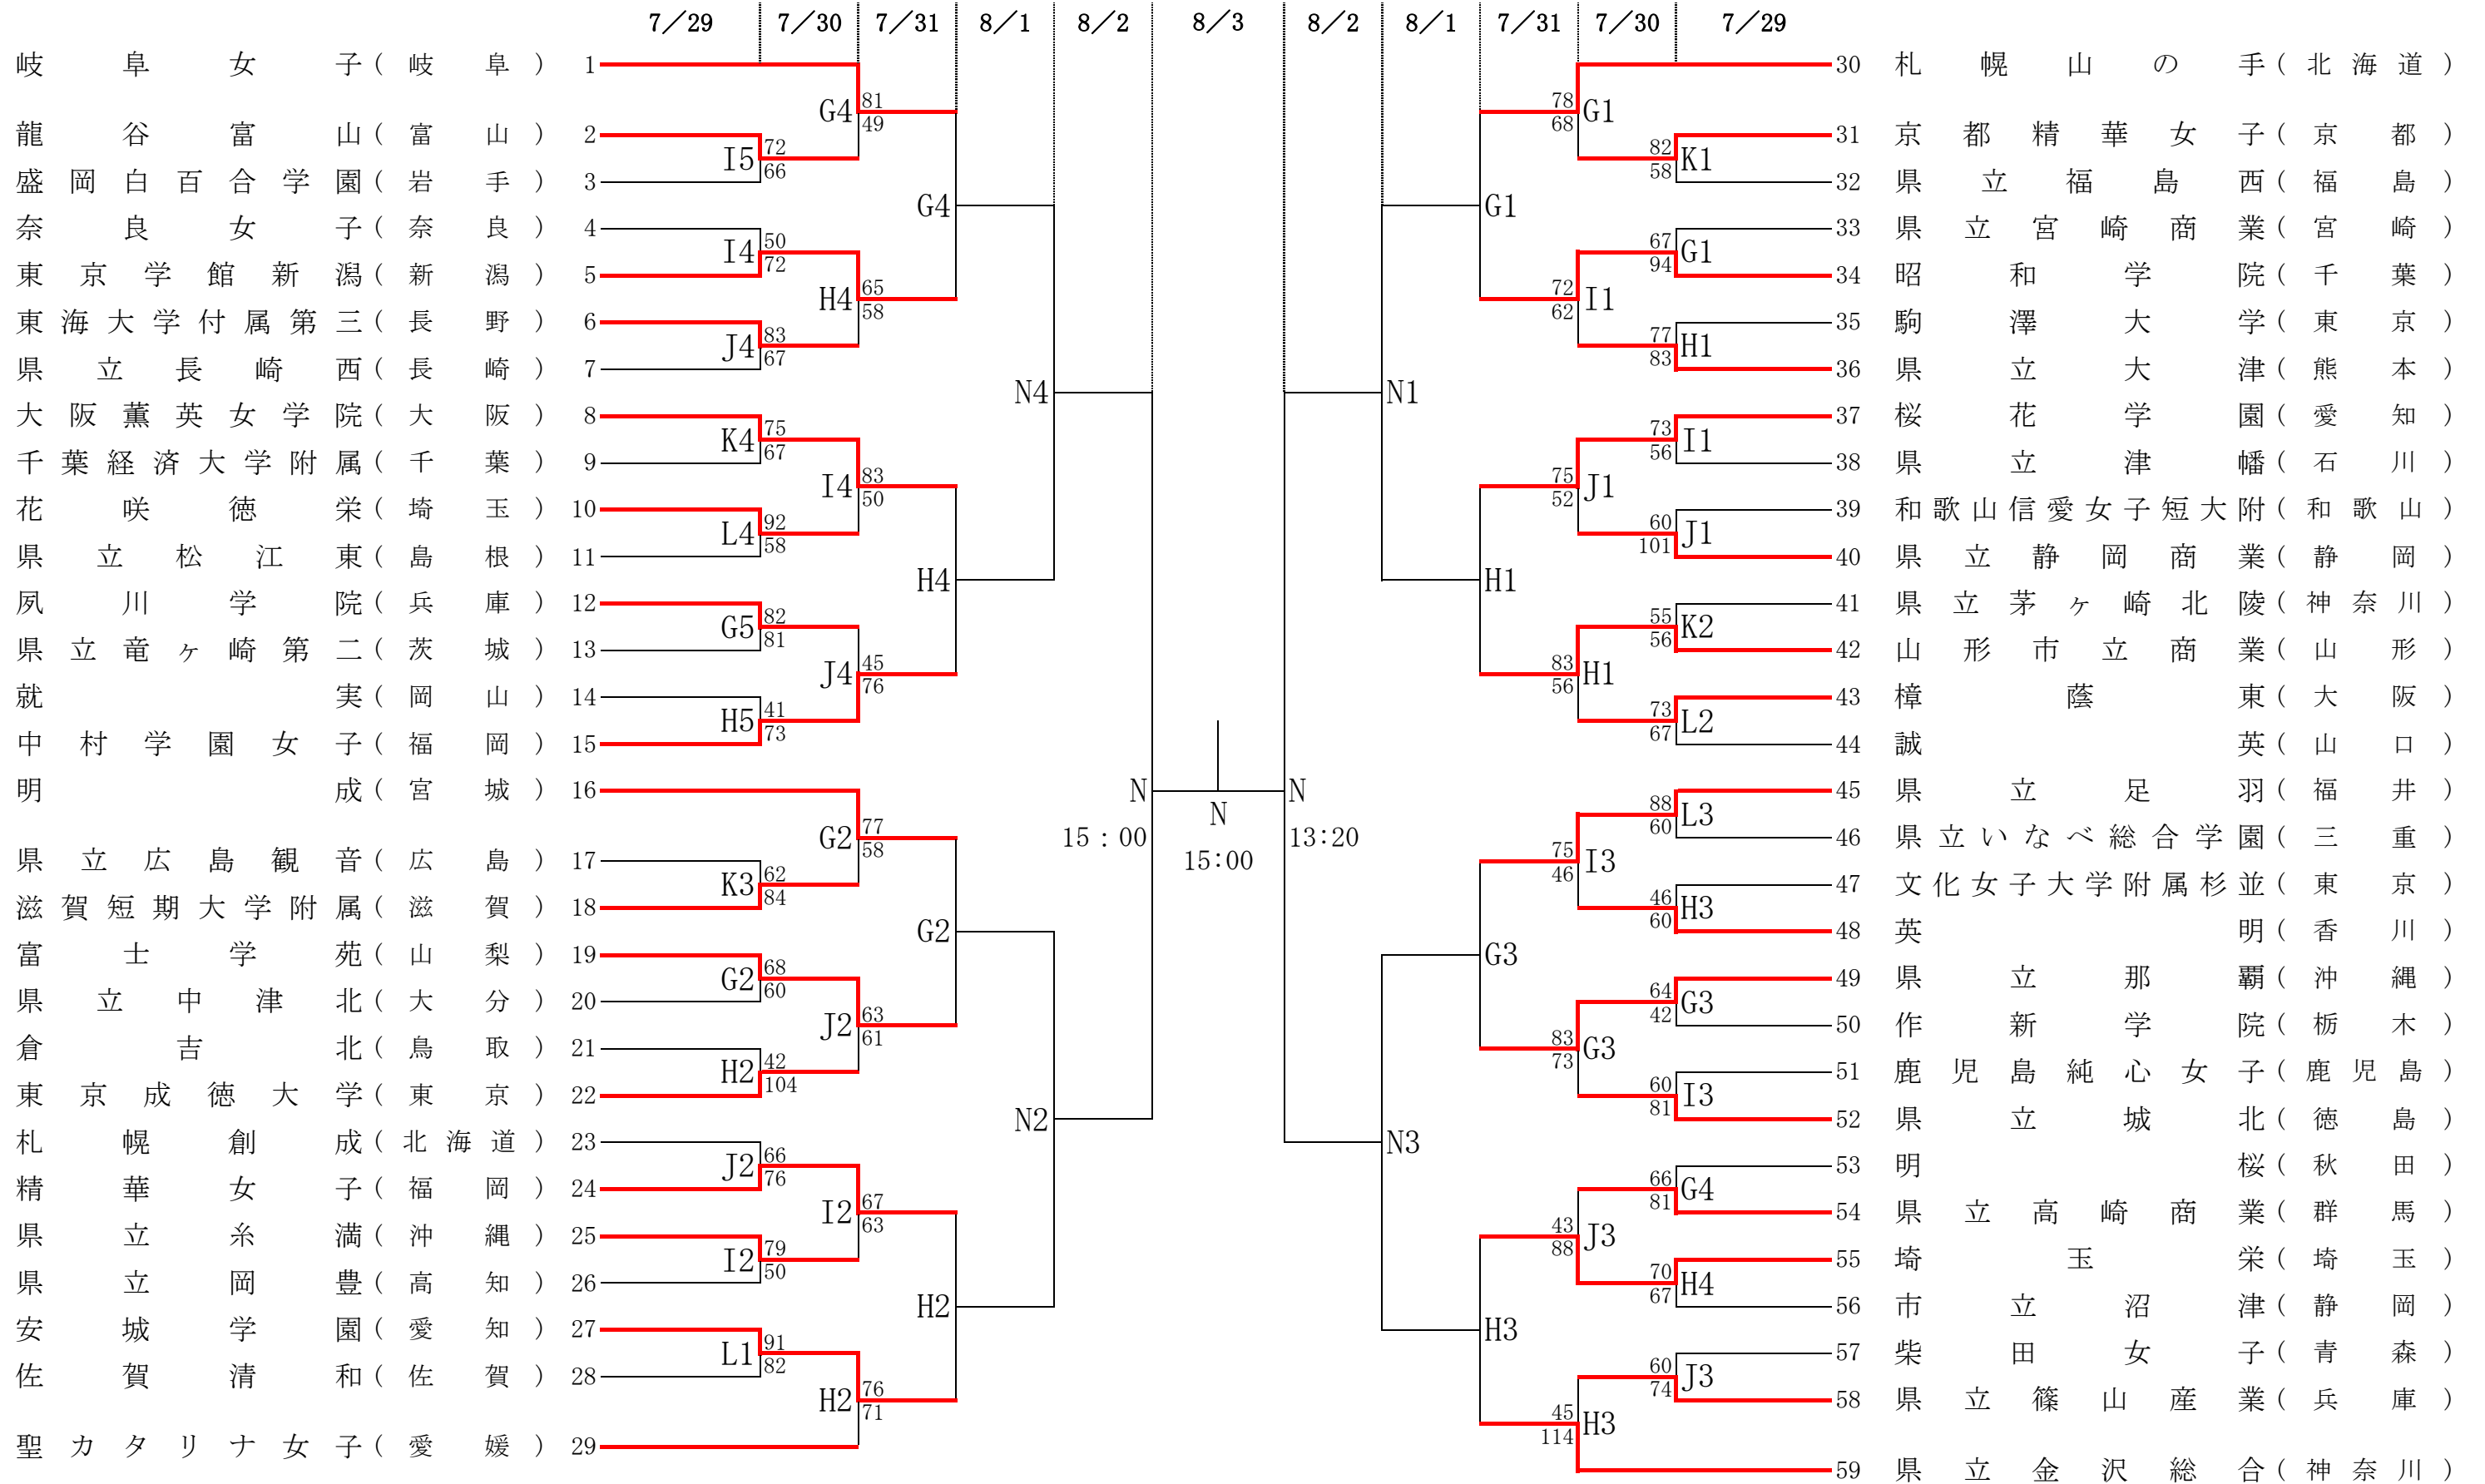 7／29 7／30 7／31 8／1 8／2 8／3 8／2 8／1 7／31 7／30 7／29
岐阜女子（岐阜） 1
龍谷富山（富山） 2
盛岡白百合学園（岩手） 3
奈良女子（奈良） 4
東京学館新潟（新潟） 5
東海大学付属第三（長野） 6
県立長崎西（長崎） 7
大阪薫英女学院（大阪） 8
千葉経済大学附属（千葉） 9
花咲徳栄（埼玉） 10
県立松江東（島根） 11
夙川学院（兵庫） 12
県立竜ヶ崎第二（茨城） 13
就実（岡山） 14
中村学園女子（福岡） 15
明成（宮城） 16
県立広島観音（広島） 17
滋賀短期大学附属（滋賀） 18
富士学苑（山梨） 19
県立中津北（大分） 20
倉吉北（鳥取） 21
東京成徳大学（東京） 22
札幌創成（北海道） 23
精華女子（福岡） 24
県立糸満（沖縄） 25
県立岡豊（高知） 26
安城学園（愛知） 27
佐賀清和（佐賀） 28
聖カタリナ女子（愛媛） 29
I5 72 66
I4 50 72
J4 83 67
K4 75 67
L4 92 58
G5 82 81
H5 41 73
K3 62 84
G2 68 60
H2 42 104
J2 66 76
I2 79 50
L1 91 82
G4 81 49
H4 65 58
I4 83 50
J4 45 76
G2 77 58
J2 63 61
I2 67 63
H2 76 71
G4
H4
G2
H2
N4
N2
N
15：00
N
15:00
N
13:20
N1
N3
G1
H1
G3
H3
78 68 G1
72 62 I1
75 52 J1
83 56 H1
75 46 I3
83 73 G3
43 88 J3
45 114 H3
82 58 K1
67 94 G1
77 83 H1
73 56 I1
60 101 J1
55 56 K2
73 67 L2
88 60 L3
46 60 H3
64 42 G3
60 81 I3
66 81 G4
70 67 H4
60 74 J3
30 札幌山の手（北海道）
31 京都精華女子（京都）
32 県立福島西（福島）
33 県立宮崎商業（宮崎）
34 昭和学院（千葉）
35 駒澤大学（東京）
36 県立大津（熊本）
37 桜花学園（愛知）
38 県立津幡（石川）
39 和歌山信愛女子短大附（和歌山）
40 県立静岡商業（静岡）
41 県立茅ヶ崎北陵（神奈川）
42 山形市立商業（山形）
43 樟蔭東（大阪）
44 誠英（山口）
45 県立足羽（福井）
46 県立いなべ総合学園（三重）
47 文化女子大学附属杉並（東京）
48 英明（香川）
49 県立那覇（沖縄）
50 作新学院（栃木）
51 鹿児島純心女子（鹿児島）
52 県立城北（徳島）
53 明桜（秋田）
54 県立高崎商業（群馬）
55 埼玉栄（埼玉）
56 市立沼津（静岡）
57 柴田女子（青森）
58 県立篠山産業（兵庫）
59 県立金沢総合（神奈川）